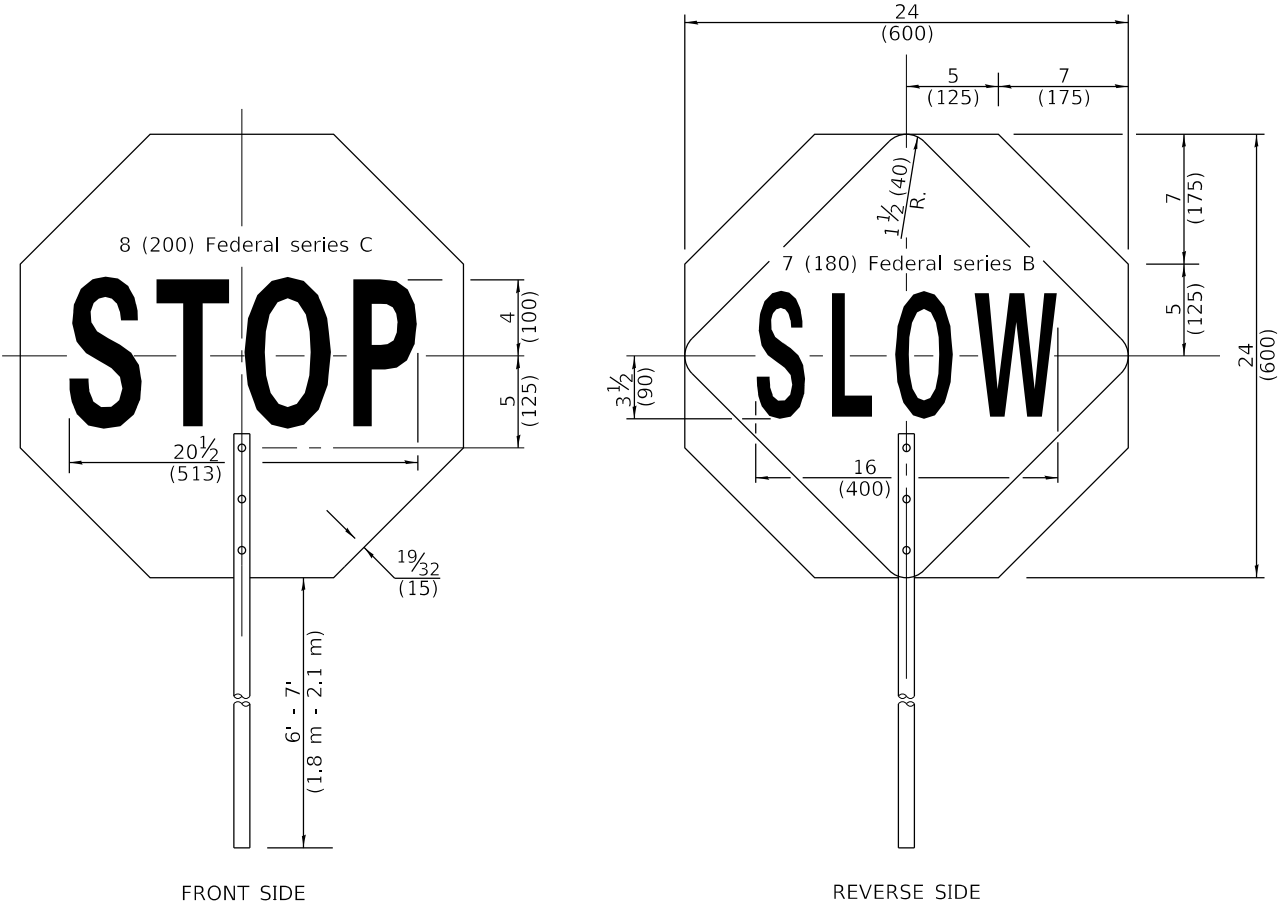 8 (200) Federal series C
STOP
4
(100)
5
(125)
20½
(513)
19⁄32
(15)
6' - 7'
(1.8 m - 2.1 m)
FRONT SIDE
24
(600)
5
(125)
7
(175)
1½ (40)
R.
7
(175)
7 (180) Federal series B
SLOW
5
(125)
24
(600)
3½
(90)
16
(400)
REVERSE SIDE